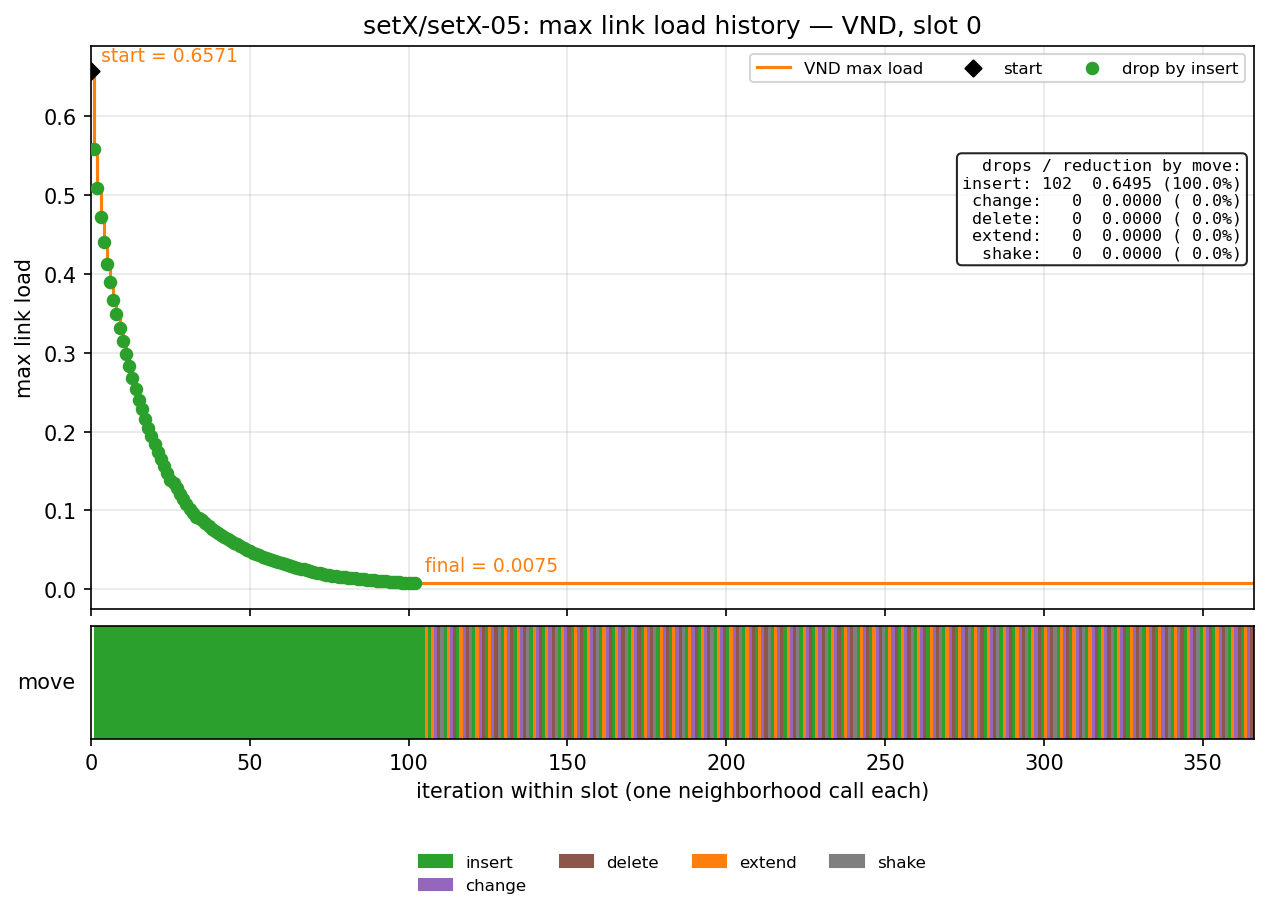 setX/setX-05: max link load history — VND, slot 0
start = 0.6571
VND max load start drop by insert
drops / reduction by move:
insert: 102 0.6495 (100.0%)
change: 0 0.0000 ( 0.0%)
delete: 0 0.0000 ( 0.0%)
extend: 0 0.0000 ( 0.0%)
shake: 0 0.0000 ( 0.0%)
max link load
0.6
0.5
0.4
0.3
0.2
0.1
0.0
final = 0.0075
move
0 50 100 150 200 250 300 350
iteration within slot (one neighborhood call each)
insert delete extend shake
change